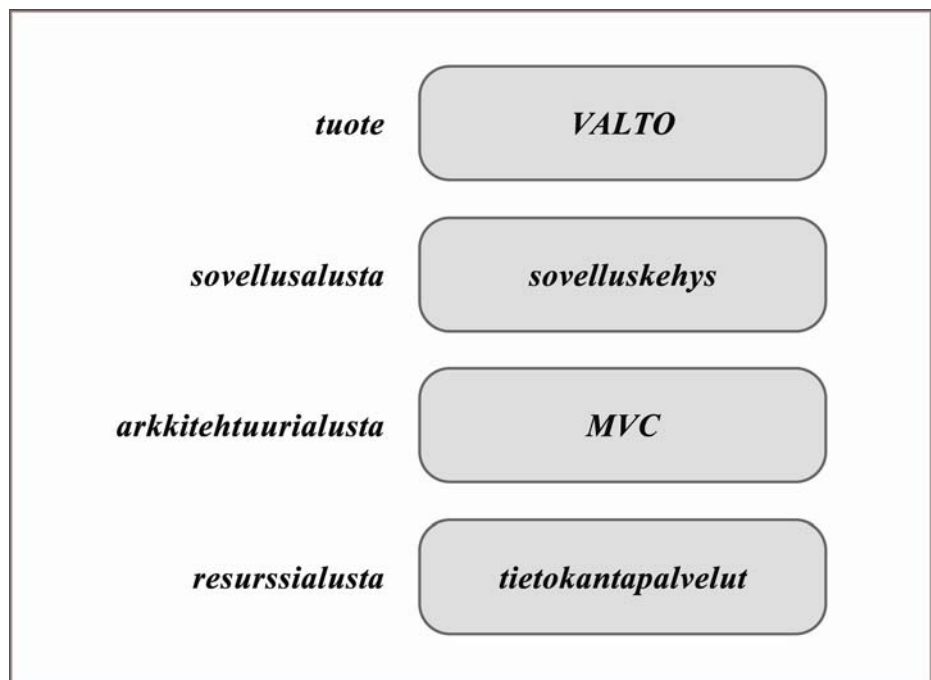 tuote VALTO
sovellusalusta sovelluskehys
arkkitehtuurialusta MVC
resurssialusta tietokantapalvelut